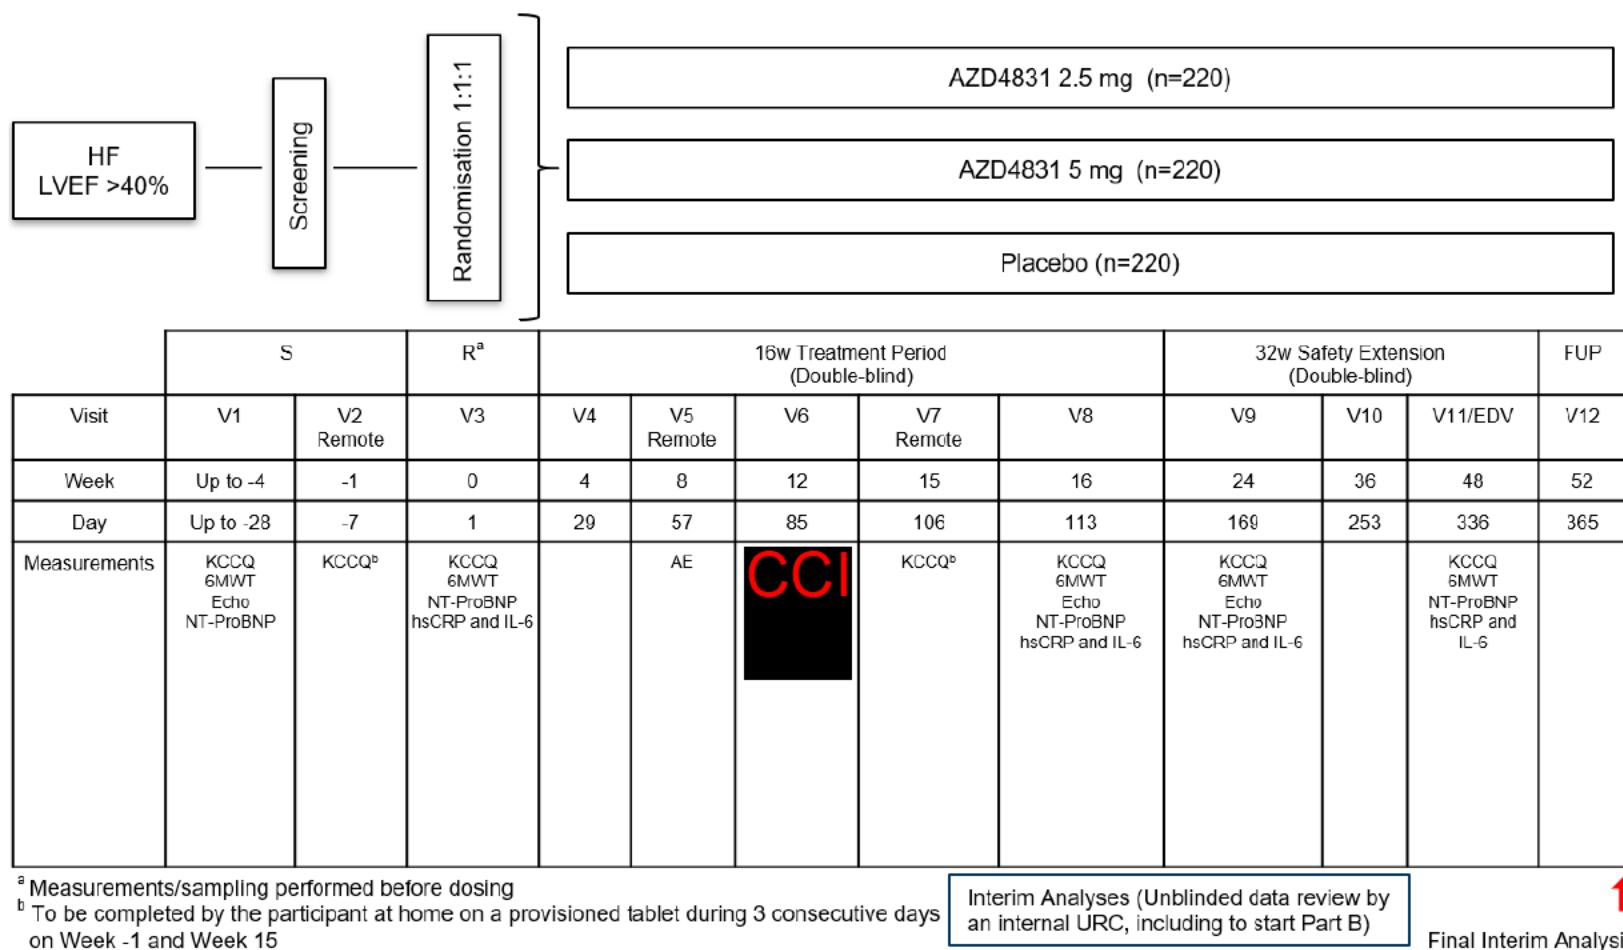 HF
LVEF >40%
Screening
Randomisation 1:1:1
AZD4831 2.5 mg (n=220)
AZD4831 5 mg (n=220)
Placebo (n=220)
S
R^a
16w Treatment Period
(Double-blind)
32w Safety Extension
(Double-blind)
FUP
Visit
V1
V2
Remote
V3
V4
V5
Remote
V6
V7
Remote
V8
V9
V10
V11/EDV
V12
Week
Up to -4
-1
0
4
8
12
15
16
24
36
48
52
Day
Up to -28
-7
1
29
57
85
106
113
169
253
336
365
Measurements
KCCQ
6MWT
Echo
NT-ProBNP
KCCQ^b
KCCQ
6MWT
NT-ProBNP
hsCRP and IL-6
AE
CCI
KCCQ^b
KCCQ
6MWT
Echo
NT-ProBNP
hsCRP and IL-6
KCCQ
6MWT
Echo
NT-ProBNP
hsCRP and IL-6
KCCQ
6MWT
NT-ProBNP
hsCRP and
IL-6
^a Measurements/sampling performed before dosing
^b To be completed by the participant at home on a provisioned tablet during 3 consecutive days
on Week -1 and Week 15
Interim Analyses (Unblinded data review by
an internal URC, including to start Part B)
Final Interim Analysi